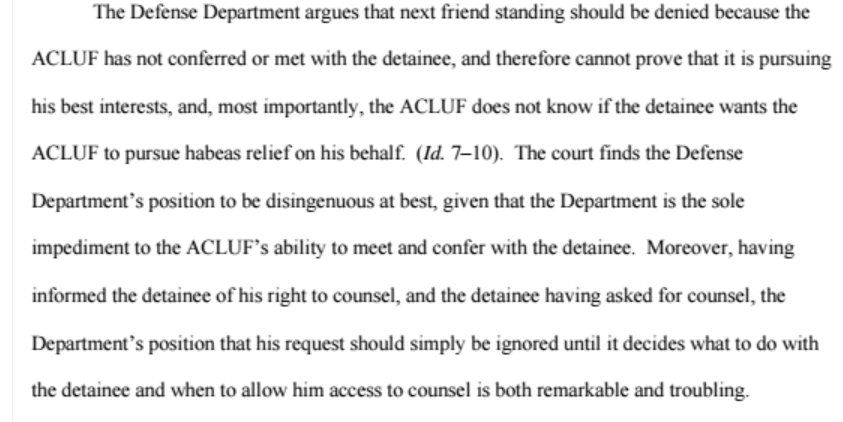 The Defense Department argues that next friend standing should be denied because the
ACLUF has not conferred or met with the detainee, and therefore cannot prove that it is pursuing
his best interests, and, most importantly, the ACLUF does not know if the detainee wants the
ACLUF to pursue habeas relief on his behalf. (Id. 7–10). The court finds the Defense
Department’s position to be disingenuous at best, given that the Department is the sole
impediment to the ACLUF’s ability to meet and confer with the detainee. Moreover, having
informed the detainee of his right to counsel, and the detainee having asked for counsel, the
Department’s position that his request should simply be ignored until it decides what to do with
the detainee and when to allow him access to counsel is both remarkable and troubling.